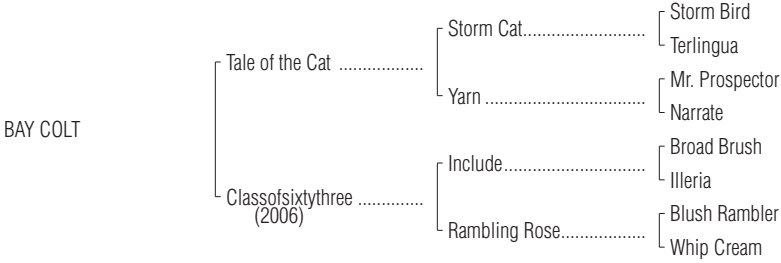 Storm Bird
Storm Cat..........................
Terlingua
Tale of the Cat ..................
Mr. Prospector
Yarn ..................................
Narrate
BAY COLT
Broad Brush
Include..............................
Illeria
Classofsixtythree ..............
(2006)
Blush Rambler
Rambling Rose..................
Whip Cream